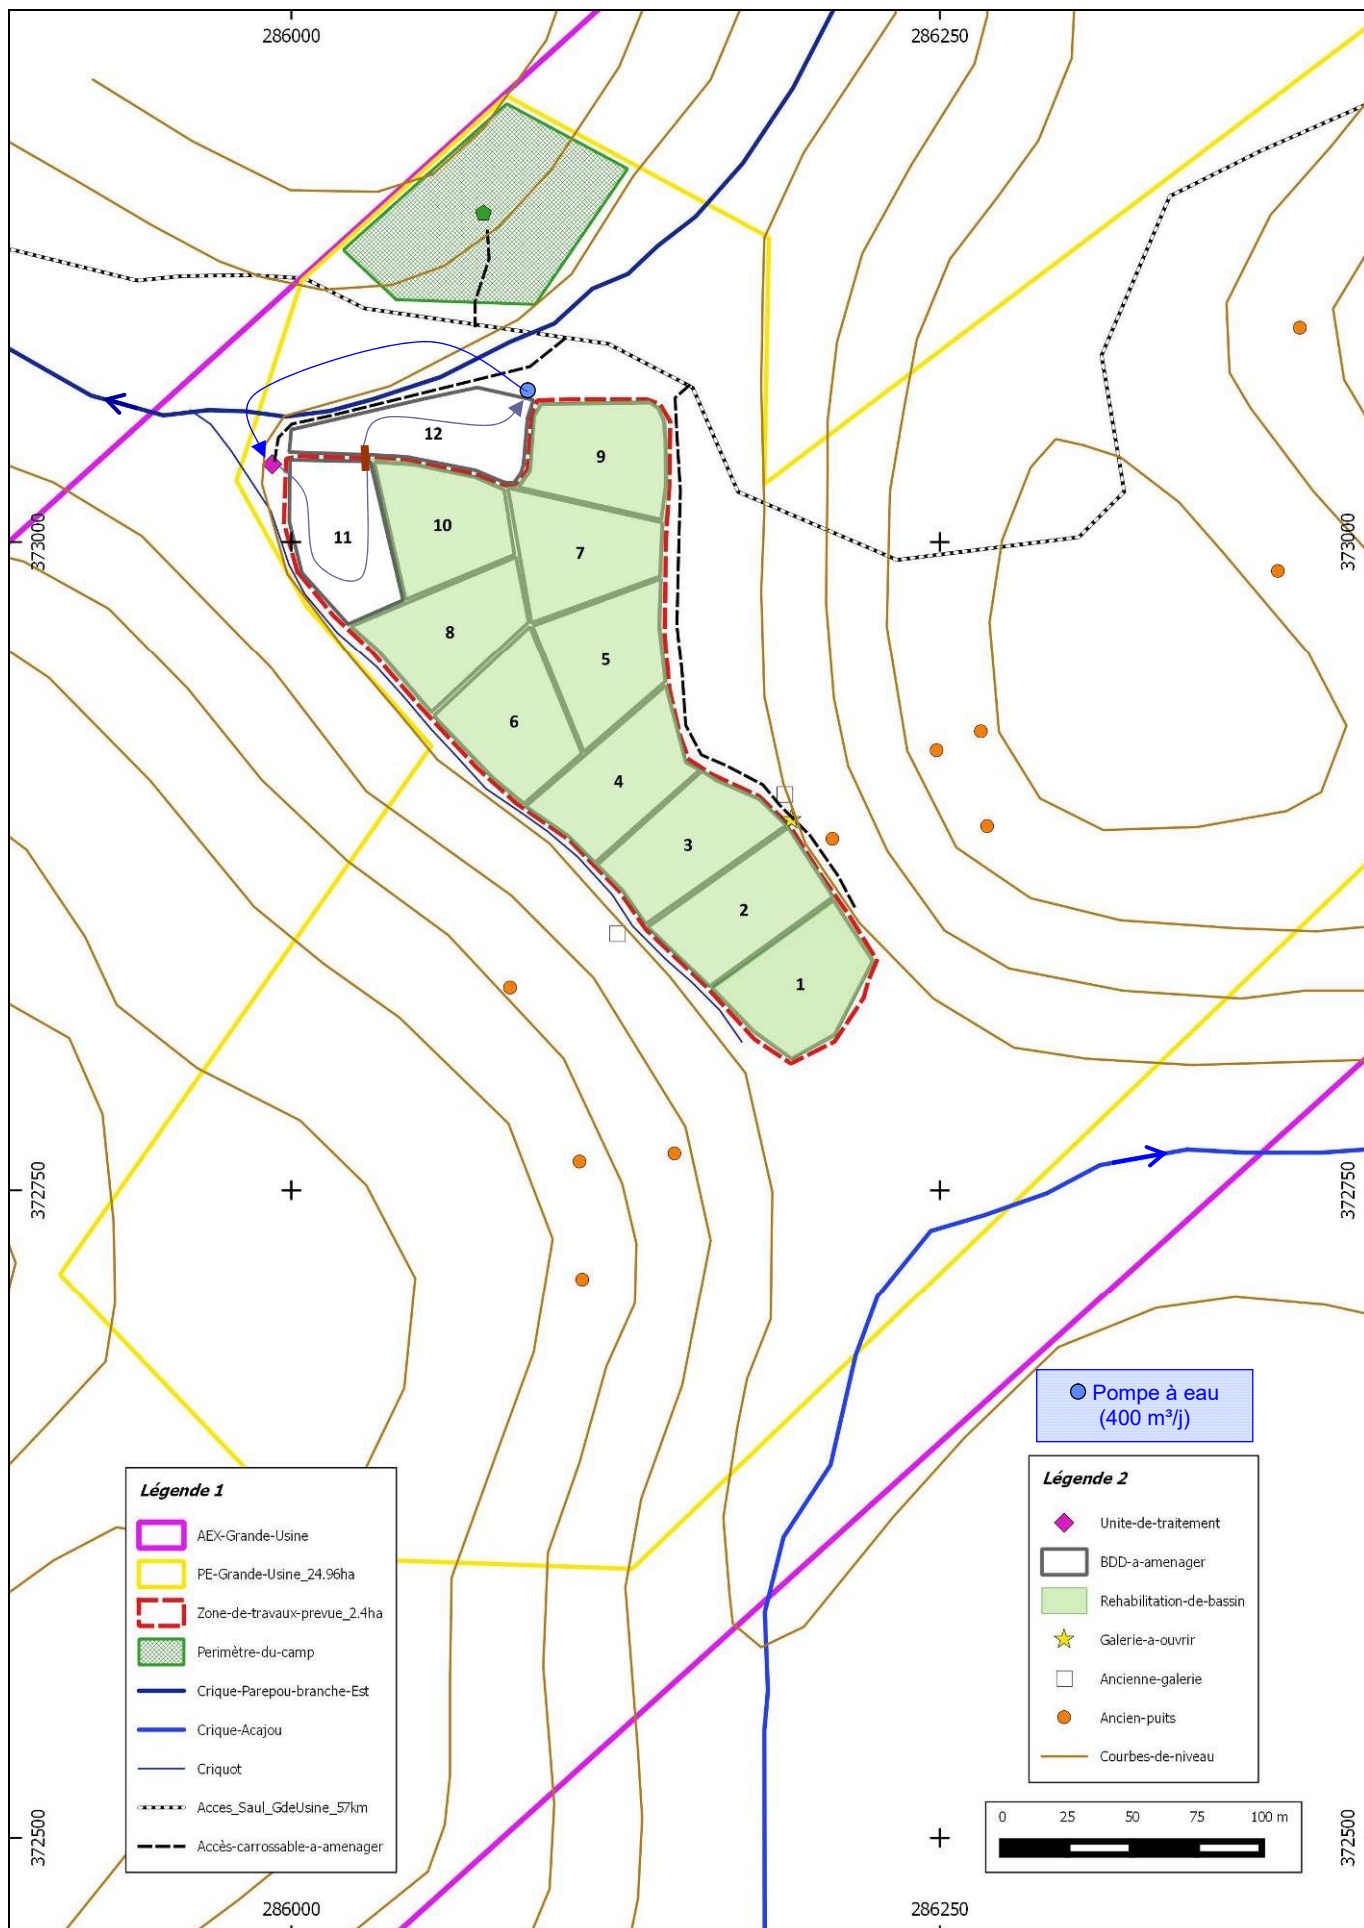 286000
286250
12
9
373000
11
10
7
373000
8
5
6
4
3
2
1
372750
372750
Pompe à eau
(400 m³/j)
Légende 1
AEX-Grande-Usine
PE-Grande-Usine_24.96ha
Zone-de-travaux-prevue_2.4ha
Perimètre-du-camp
Crique-Parepou-branche-Est
Crique-Acajou
Criquot
Acces_Saul_GdeUsine_57km
Accès-carrossable-a-amenager
Légende 2
Unite-de-traitement
BDD-a-amenager
Rehabilitation-de-bassin
Galerie-a-ouvrir
Ancienne-galerie
Ancien-puits
Courbes-de-niveau
0 25 50 75 100 m
372500
372500
286000
286250